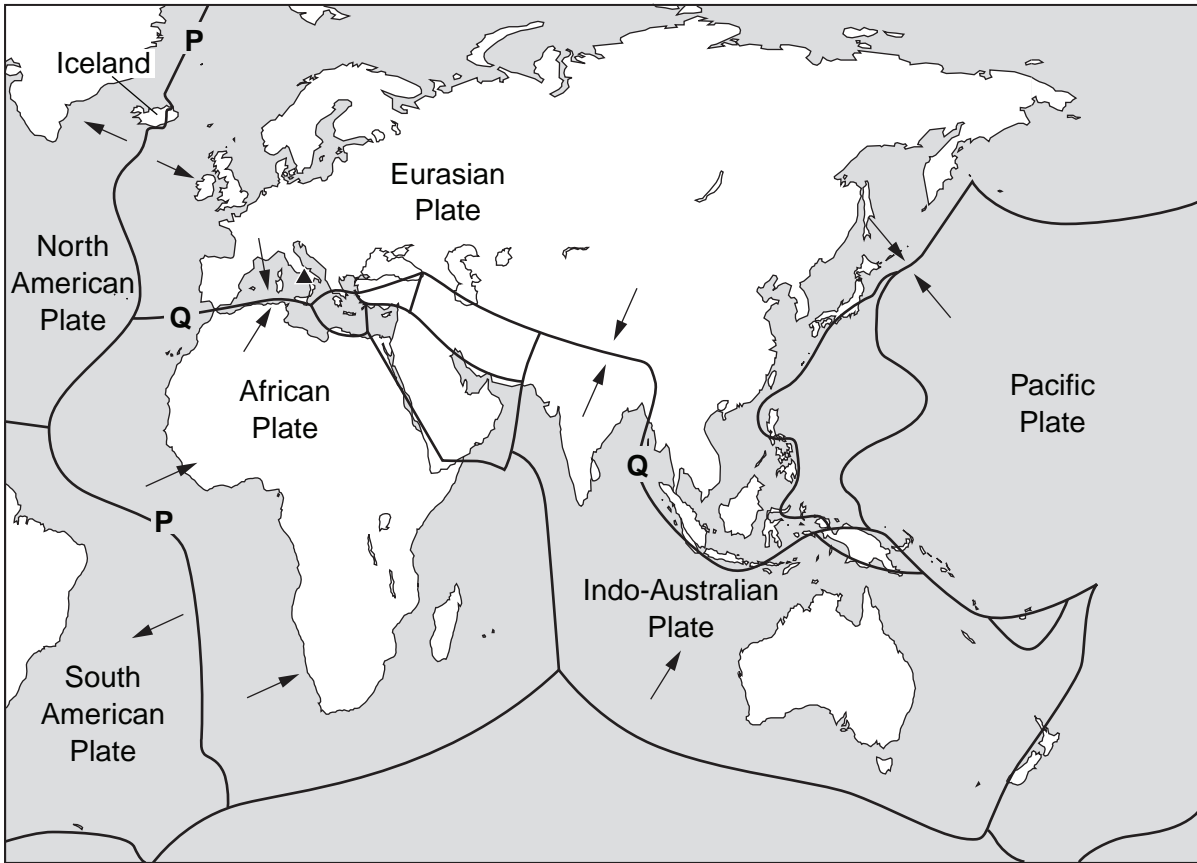 P
Iceland
Eurasian
Plate
North
American
Plate
Q
African
Plate
Pacific
Plate
Q
P
Indo-Australian
Plate
South
American
Plate